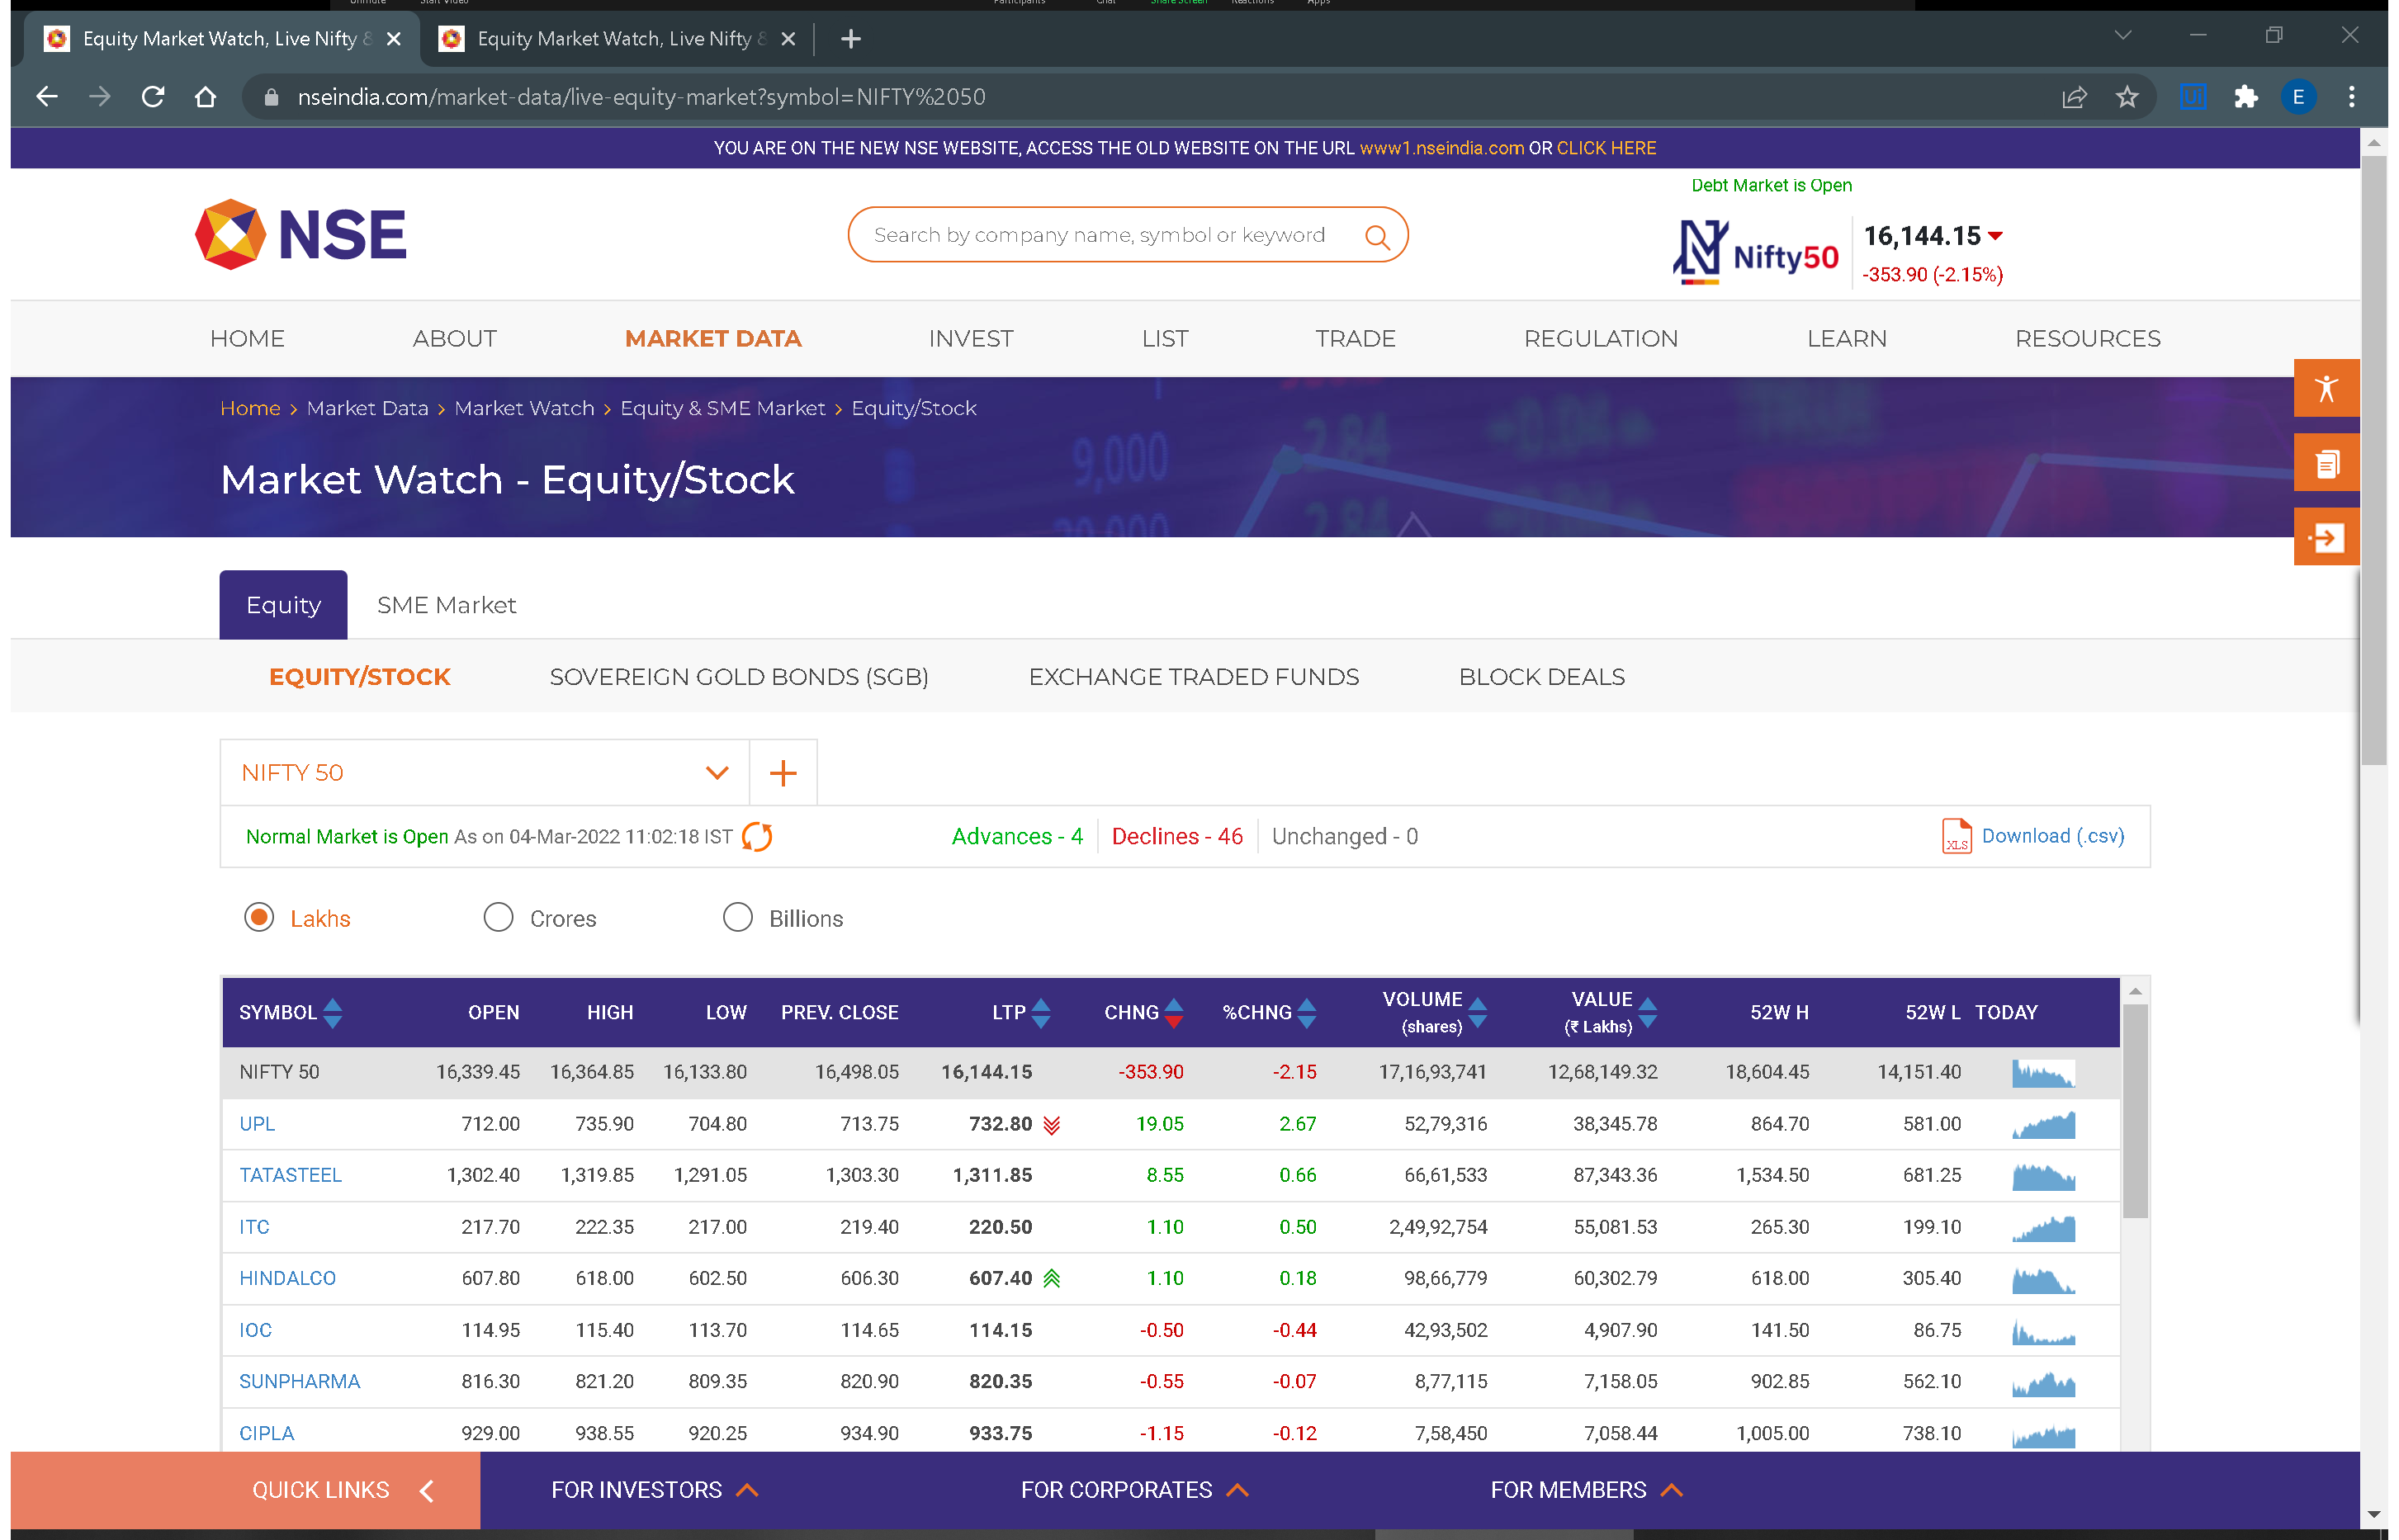 Unmute Start Video Participants Chat Share Screen Reactions Apps
Equity Market Watch, Live Nifty & Equity Market Watch, Live Nifty &
nseindia.com/market-data/live-equity-market?symbol=NIFTY%2050 E
YOU ARE ON THE NEW NSE WEBSITE, ACCESS THE OLD WEBSITE ON THE URL www1.nseindia.com OR CLICK HERE
Debt Market is Open
NSE
Search by company name, symbol or keyword
Nifty50
16,144.15
-353.90 (-2.15%)
HOME ABOUT MARKET DATA INVEST LIST TRADE REGULATION LEARN RESOURCES
Home > Market Data > Market Watch > Equity & SME Market > Equity/Stock
9,000 2.84 +0.04
Market Watch - Equity/Stock
2.84
Equity SME Market
EQUITY/STOCK SOVEREIGN GOLD BONDS (SGB) EXCHANGE TRADED FUNDS BLOCK DEALS
NIFTY 50
Normal Market is Open As on 04-Mar-2022 11:02:18 IST Advances - 4 Declines - 46 Unchanged - 0 XLS Download (.csv)
Lakhs Crores Billions
SYMBOL OPEN HIGH LOW PREV. CLOSE LTP CHNG %CHNG VOLUME (shares) VALUE (₹ Lakhs) 52W H 52W L TODAY
NIFTY 50 16,339.45 16,364.85 16,133.80 16,498.05 16,144.15 -353.90 -2.15 17,16,93,741 12,68,149.32 18,604.45 14,151.40
UPL 712.00 735.90 704.80 713.75 732.80 19.05 2.67 52,79,316 38,345.78 864.70 581.00
TATASTEEL 1,302.40 1,319.85 1,291.05 1,303.30 1,311.85 8.55 0.66 66,61,533 87,343.36 1,534.50 681.25
ITC 217.70 222.35 217.00 219.40 220.50 1.10 0.50 2,49,92,754 55,081.53 265.30 199.10
HINDALCO 607.80 618.00 602.50 606.30 607.40 1.10 0.18 98,66,779 60,302.79 618.00 305.40
IOC 114.95 115.40 113.70 114.65 114.15 -0.50 -0.44 42,93,502 4,907.90 141.50 86.75
SUNPHARMA 816.30 821.20 809.35 820.90 820.35 -0.55 -0.07 8,77,115 7,158.05 902.85 562.10
CIPLA 929.00 938.55 920.25 934.90 933.75 -1.15 -0.12 7,58,450 7,058.44 1,005.00 738.10
QUICK LINKS FOR INVESTORS FOR CORPORATES FOR MEMBERS